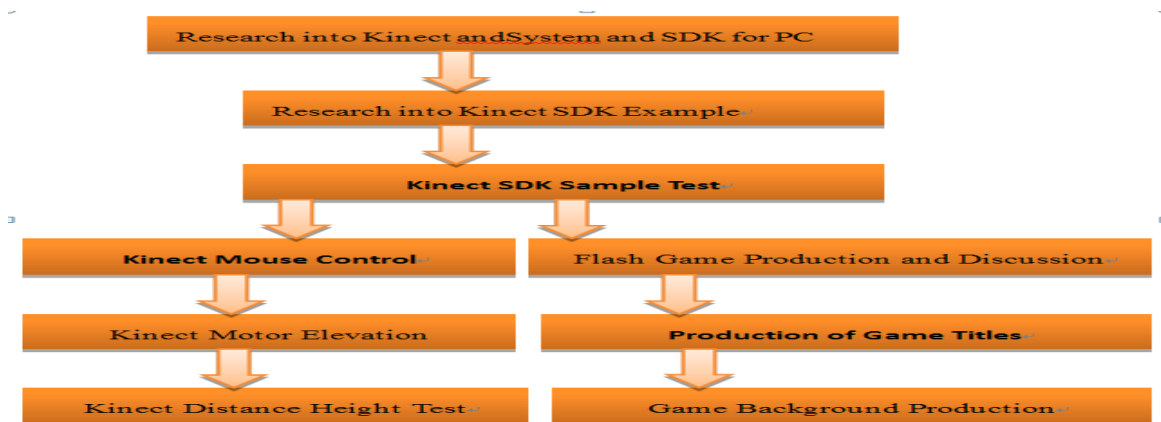 Research into Kinect andSystem and SDK for PC
Research into Kinect SDK Example
Kinect SDK Sample Test
Kinect Mouse Control
Flash Game Production and Discussion
Kinect Motor Elevation
Production of Game Titles
Kinect Distance Height Test
Game Background Production